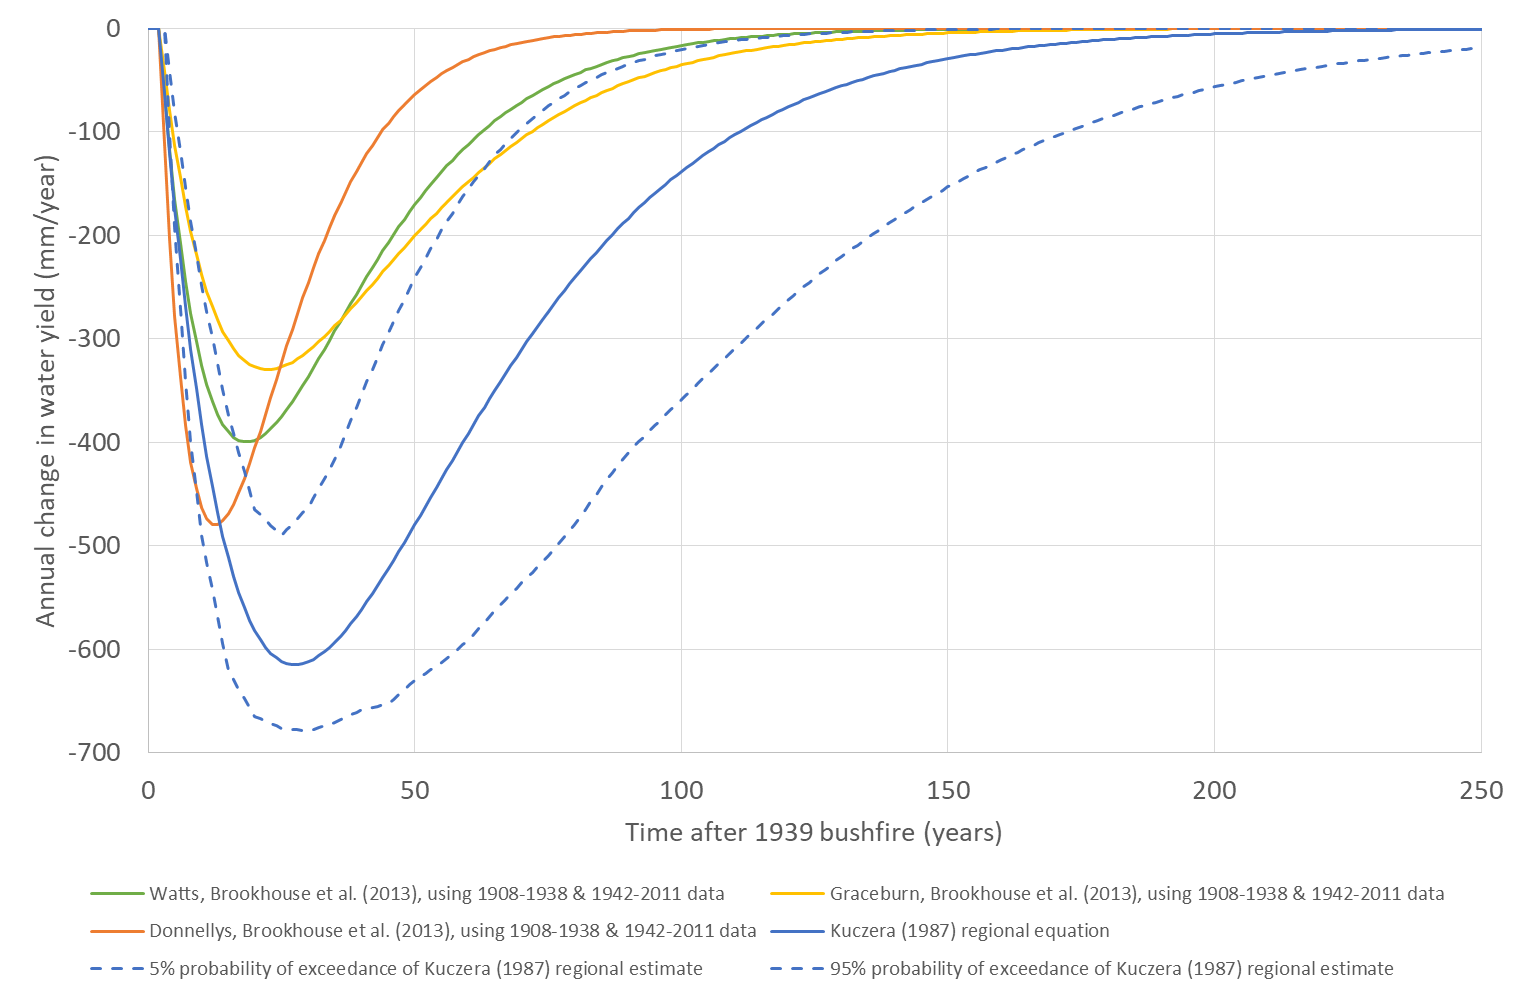 0
-100
-200
-300
-400
-500
-600
-700
Annual change in water yield (mm/year)
0 50 100 150 200 250
Time after 1939 bushfire (years)
Watts, Brookhouse et al. (2013), using 1908-1938 & 1942-2011 data
Graceburn, Brookhouse et al. (2013), using 1908-1938 & 1942-2011 data
Donnellys, Brookhouse et al. (2013), using 1908-1938 & 1942-2011 data
Kuczera (1987) regional equation
5% probability of exceedance of Kuczera (1987) regional estimate
95% probability of exceedance of Kuczera (1987) regional estimate